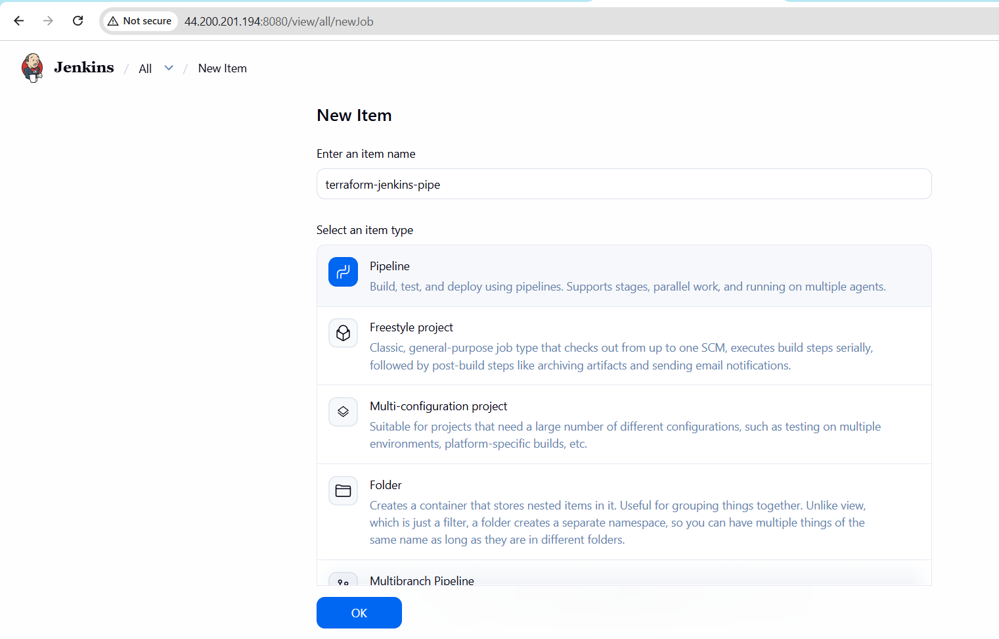 Not secure 44.200.201.194:8080/view/all/newJob
Jenkins / All / New Item
New Item
Enter an item name
terraform-jenkins-pipe
Select an item type
Pipeline
Build, test, and deploy using pipelines. Supports stages, parallel work, and running on multiple agents.
Freestyle project
Classic, general-purpose job type that checks out from up to one SCM, executes build steps serially,
followed by post-build steps like archiving artifacts and sending email notifications.
Multi-configuration project
Suitable for projects that need a large number of different configurations, such as testing on multiple
environments, platform-specific builds, etc.
Folder
Creates a container that stores nested items in it. Useful for grouping things together. Unlike view,
which is just a filter, a folder creates a separate namespace, so you can have multiple things of the
same name as long as they are in different folders.
Multibranch Pipeline
OK